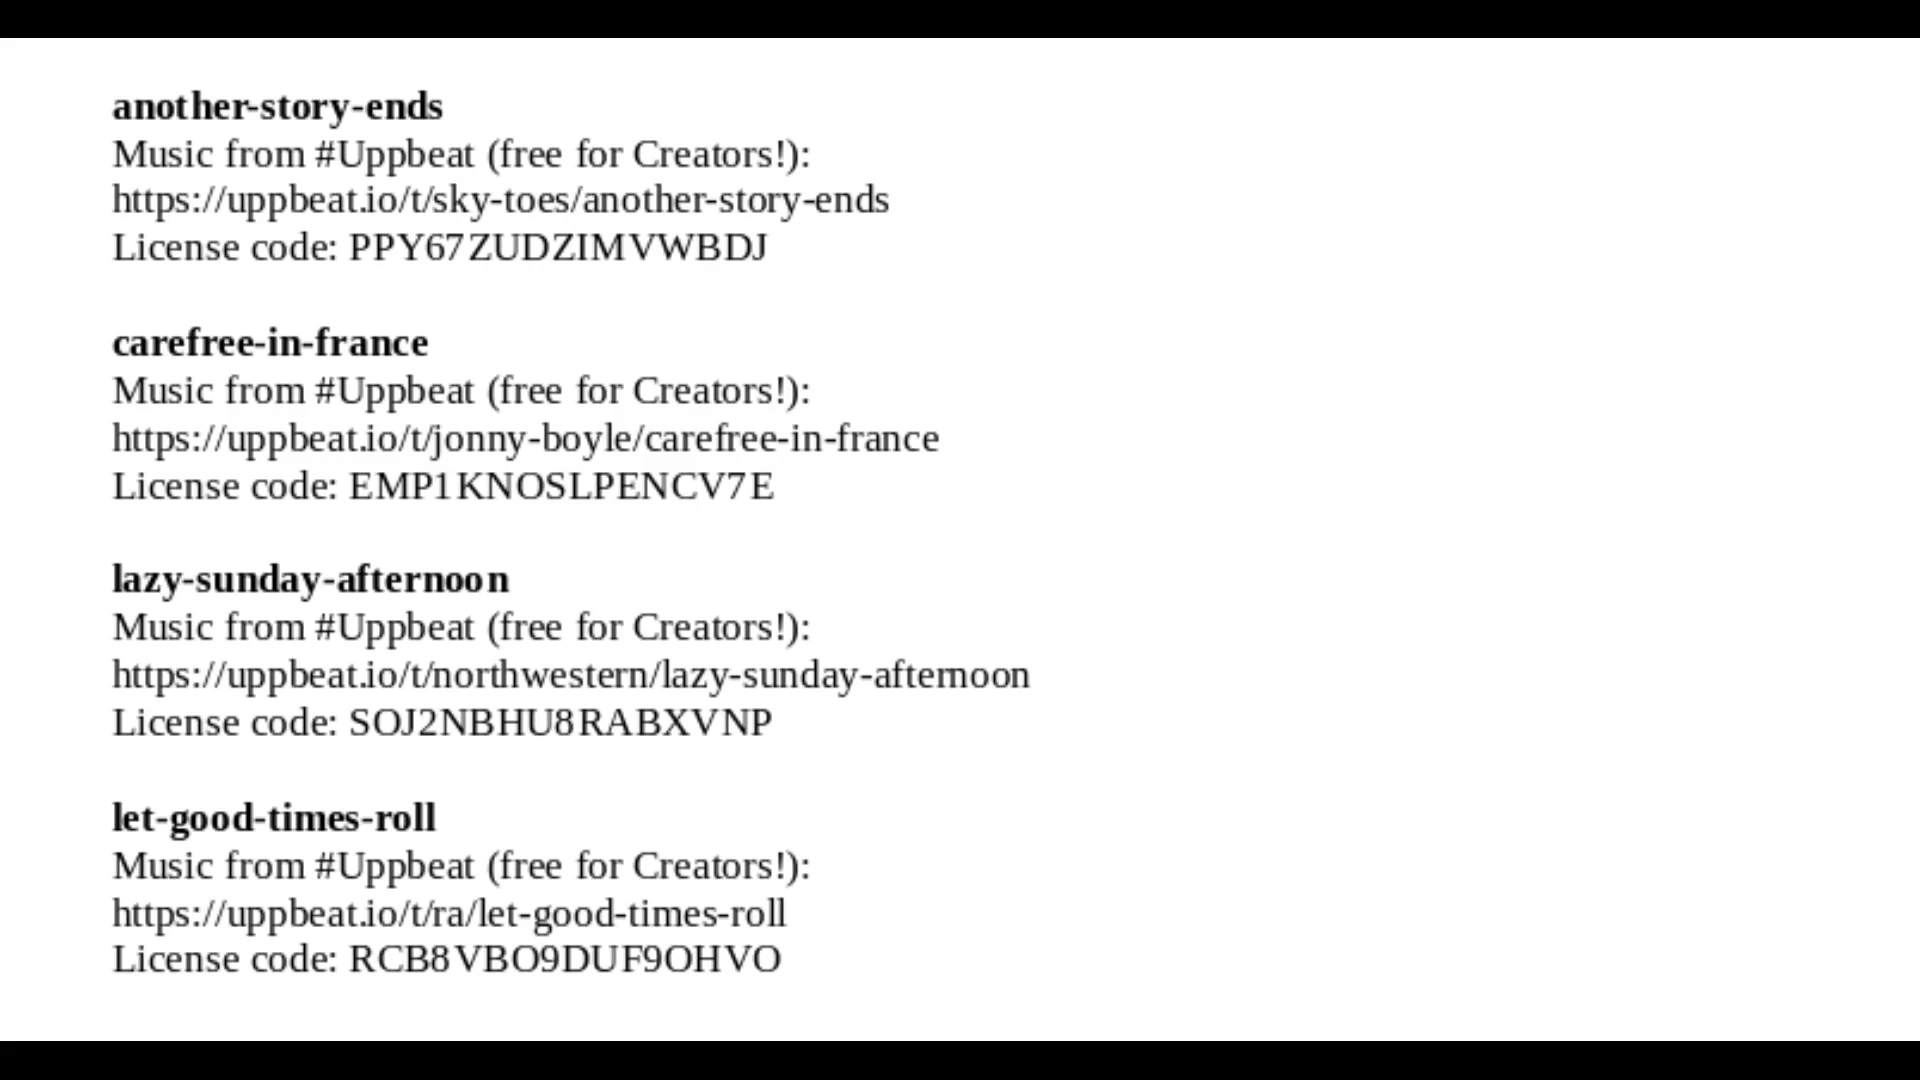 another-story-ends
Music from #Uppbeat (free for Creators!):
https://uppbeat.io/t/sky-toes/another-story-ends
License code: PPY67ZUDZIMVWBDJ
carefree-in-france
Music from #Uppbeat (free for Creators!):
https://uppbeat.io/t/jonny-boyle/carefree-in-france
License code: EMP1KNOSLPENCV7E
lazy-sunday-afternoon
Music from #Uppbeat (free for Creators!):
https://uppbeat.io/t/northwestern/lazy-sunday-afternoon
License code: SOJ2NBHU8RABXVNP
let-good-times-roll
Music from #Uppbeat (free for Creators!):
https://uppbeat.io/t/ra/let-good-times-roll
License code: RCB8VBO9DUF9OHVO